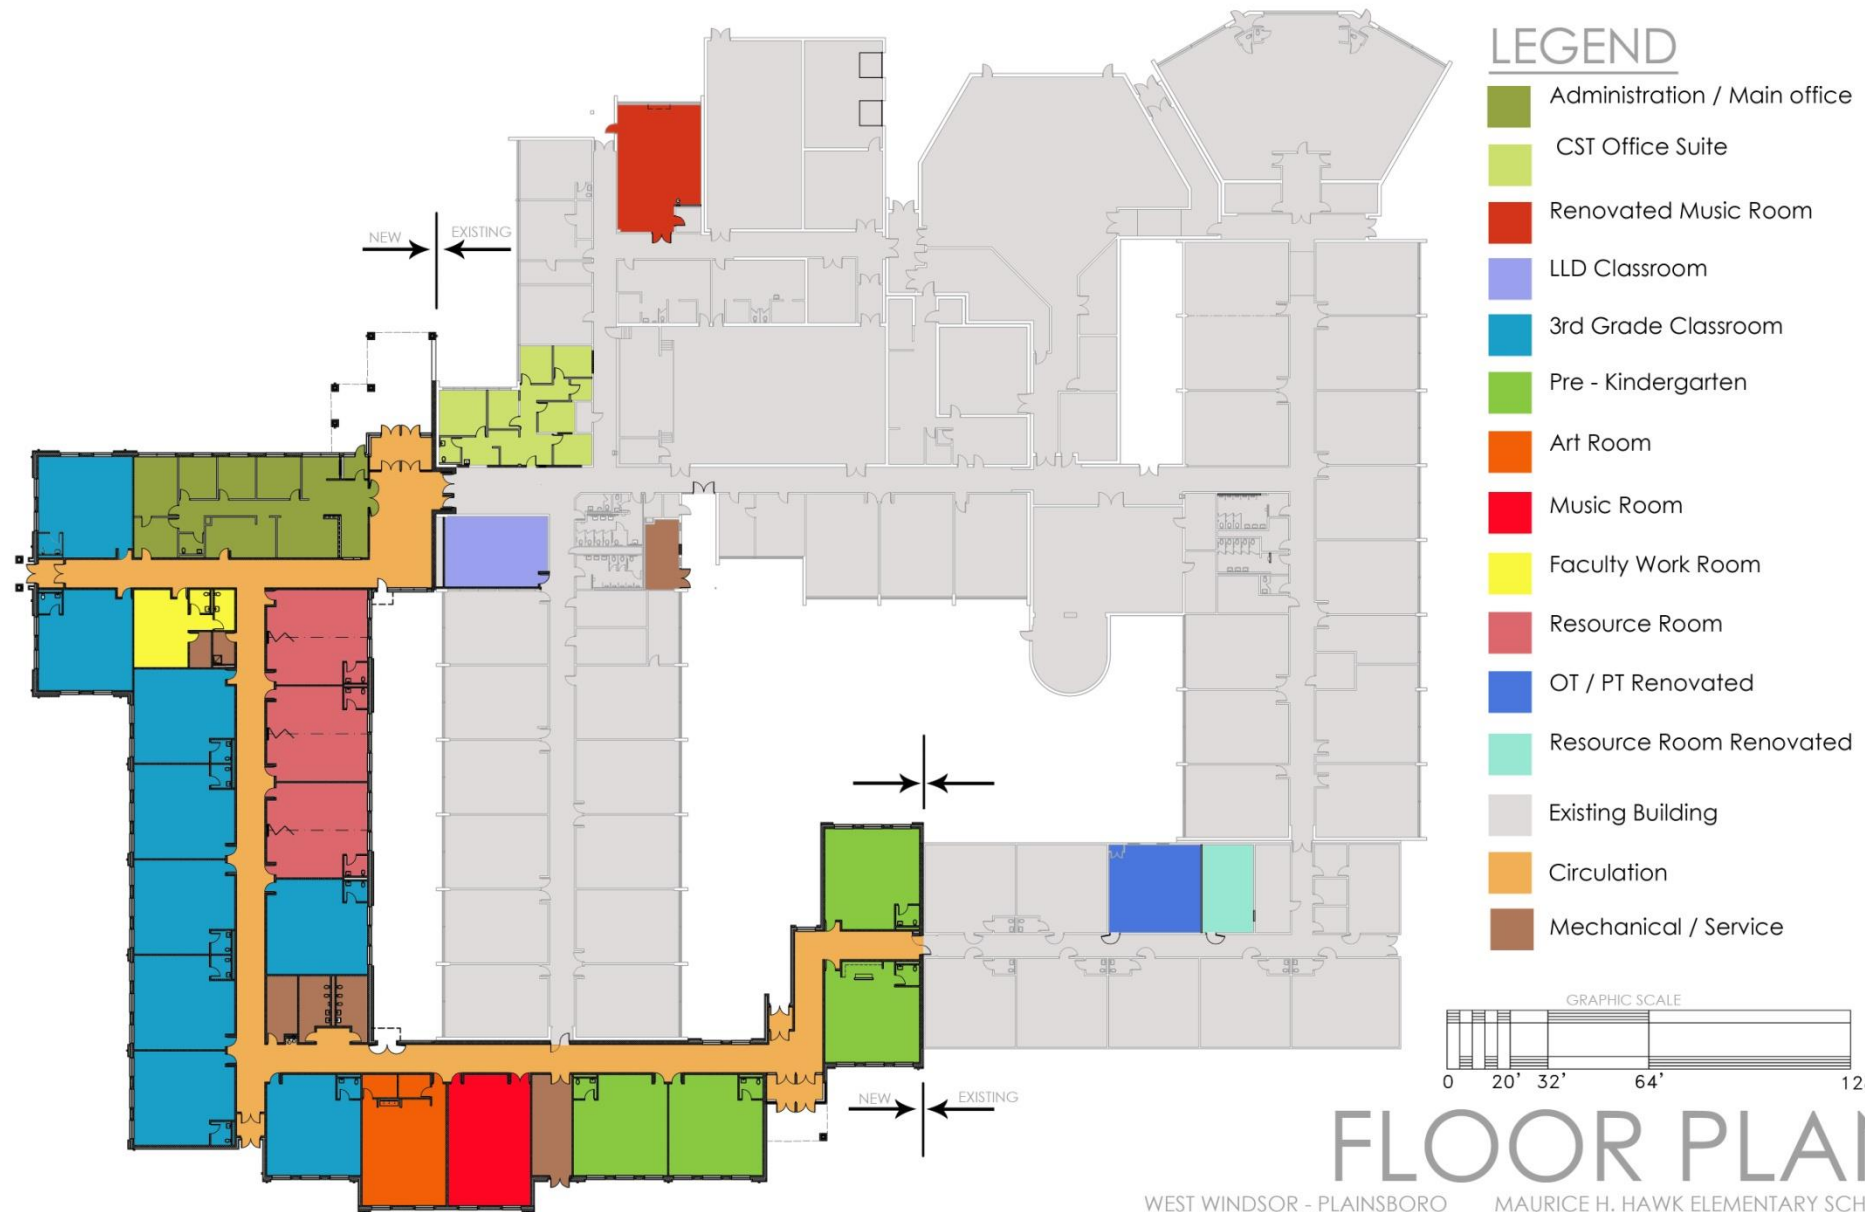 LEGEND
Administration / Main office
CST Office Suite
Renovated Music Room
LLD Classroom
3rd Grade Classroom
Pre - Kindergarten
Art Room
Music Room
Faculty Work Room
Resource Room
OT / PT Renovated
Resource Room Renovated
Existing Building
Circulation
Mechanical / Service
NEW EXISTING
NEW EXISTING
GRAPHIC SCALE
0 20' 32' 64' 12
FLOOR PLAN
WEST WINDSOR - PLAINSBORO MAURICE H. HAWK ELEMENTARY SCH